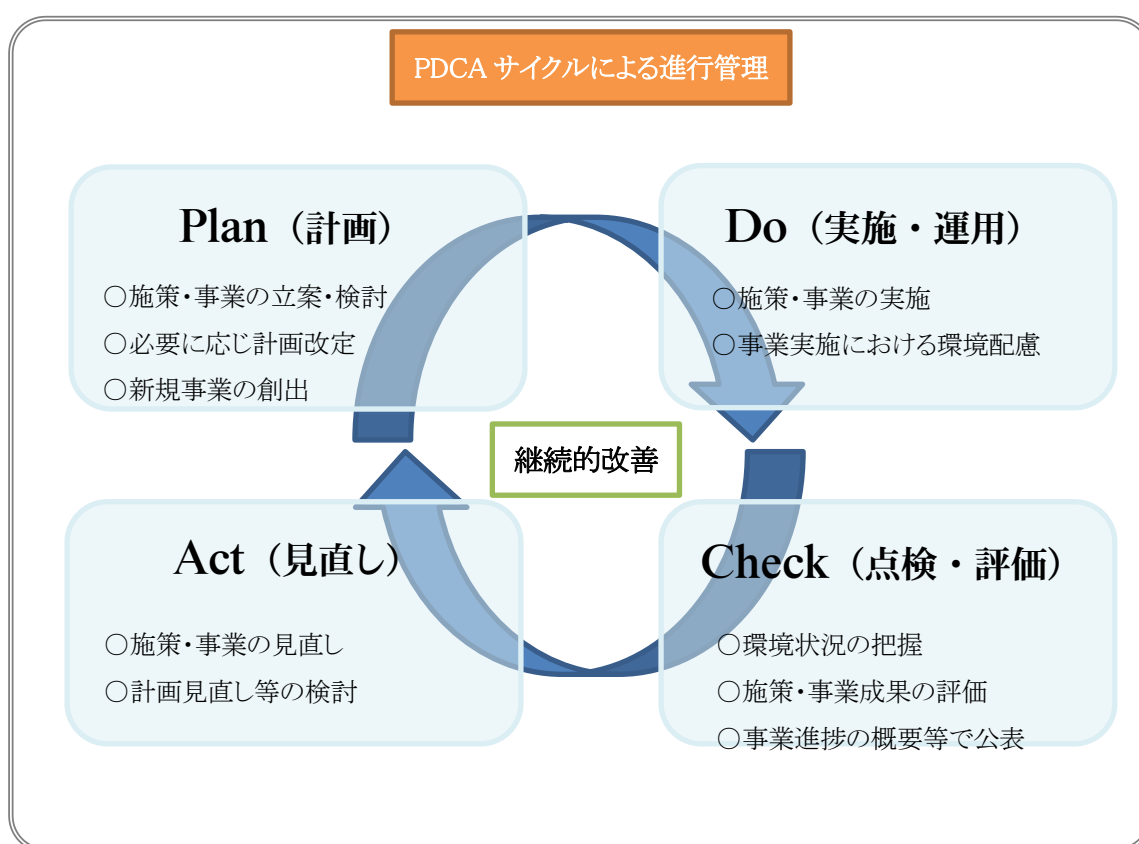 PDCA サイクルによる進行管理
Plan（計画）
○施策・事業の立案・検討
○必要に応じ計画改定
○新規事業の創出
Do（実施・運用）
○施策・事業の実施
○事業実施における環境配慮
継続的改善
Act（見直し）
○施策・事業の見直し
○計画見直し等の検討
Check（点検・評価）
○環境状況の把握
○施策・事業成果の評価
○事業進捗の概要等で公表